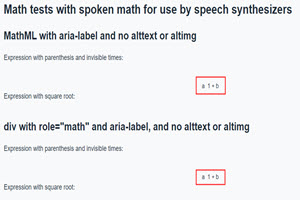 Math tests with spoken math for use by speech synthesizers
MathML with aria-label and no alttext or altimg
Expression with parenthesis and invisible times:
a 1 + b
Expression with square root:
div with role="math" and aria-label, and no alttext or altimg
Expression with parenthesis and invisible times:
a 1 + b
Expression with square root: